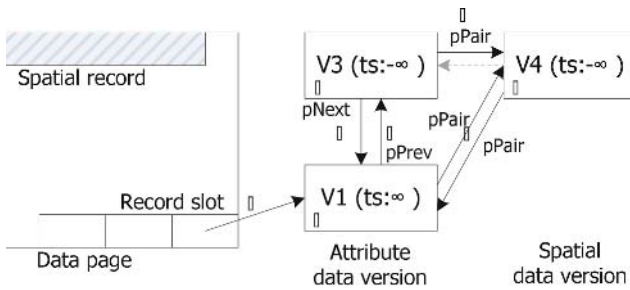 pPair
V3 (ts:-∞ )
V4 (ts:-∞ )
Spatial record
pNext
pPair
pPrev
pPair
V1 (ts:∞ )
Record slot
Data page
Attribute
data version
Spatial
data version